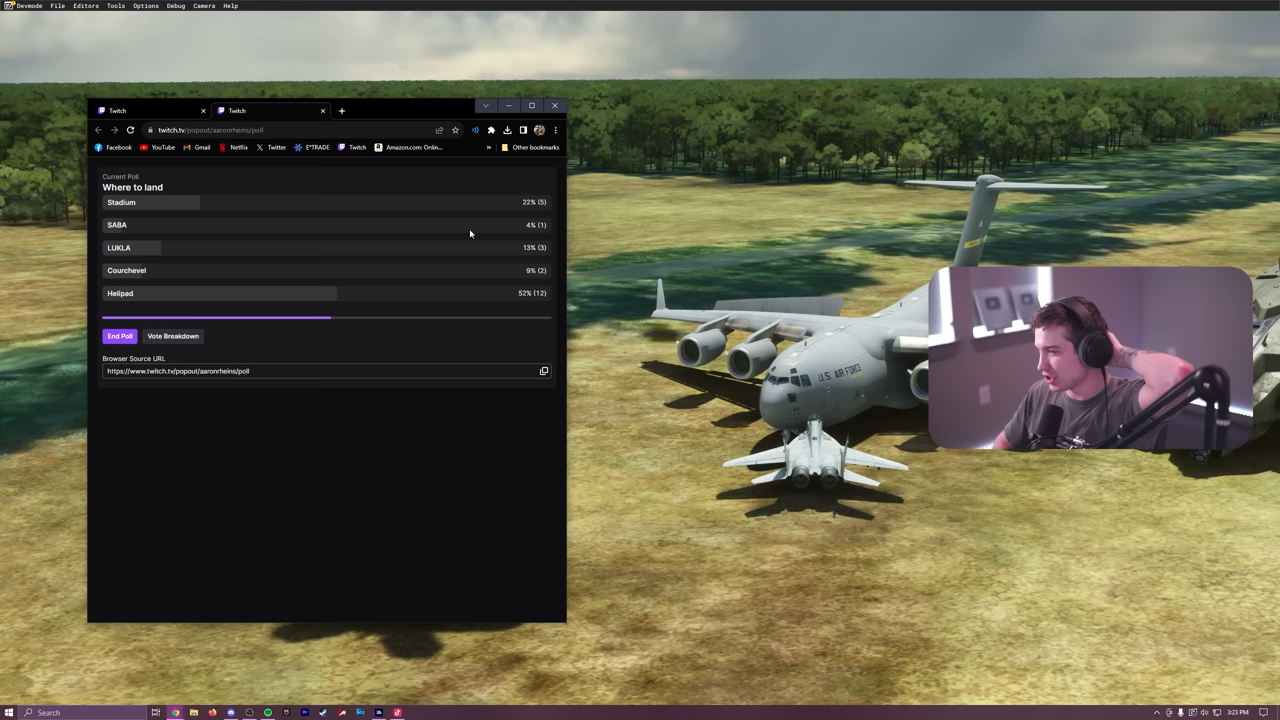 Devmode File Editors Tools Options Debug Camera Help
Twitch Twitch
twitch.tv/popout/aaronrheins/poll
Facebook YouTube Gmail Netflix Twitter E*TRADE Twitch Amazon.com: Onlin... » Other bookmarks
Current Poll
Where to land
Stadium 22% (5)
SABA 4% (1)
LUKLA 13% (3)
Courchevel 9% (2)
Helipad 52% (12)
End Poll Vote Breakdown
Browser Source URL
https://www.twitch.tv/popout/aaronrheins/poll
U.S. AIR FORCE
Search 3:23 PM